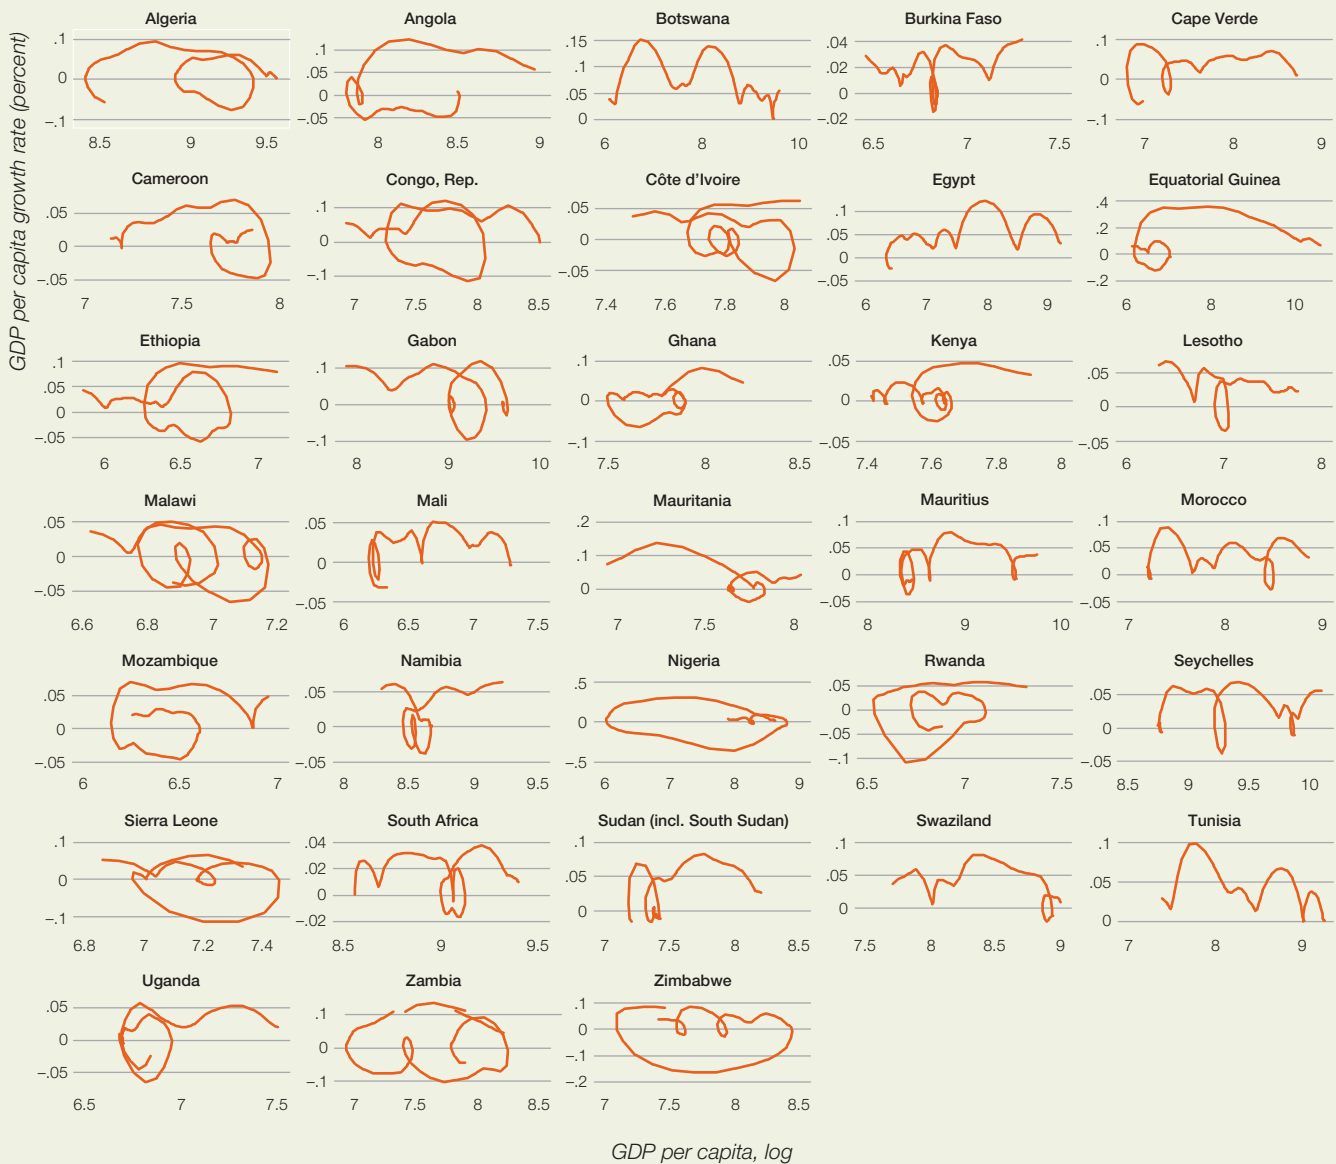 GDP per capita growth rate (percent)
Algeria
.1
0
–.1
8.5 9 9.5
Angola
.1
.05
0
–.05
8 8.5 9
Botswana
.15
.1
.05
0
6 8 10
Burkina Faso
.04
.02
0
–.02
6.5 7 7.5
Cape Verde
.1
0
–.1
7 8 9
Cameroon
.05
0
–.05
7 7.5 8
Congo, Rep.
.1
0
–.1
7 7.5 8 8.5
Côte d’Ivoire
.05
0
–.05
7.4 7.6 7.8 8
Egypt
.1
.05
0
–.05
6 7 8 9
Equatorial Guinea
.4
.2
0
–.2
6 8 10
Ethiopia
.1
.05
0
–.05
6 6.5 7
Gabon
.1
0
–.1
8 9 10
Ghana
.1
0
–.1
7.5 8 8.5
Kenya
.05
0
–.05
7.4 7.6 7.8 8
Lesotho
.05
0
–.05
6 7 8
Malawi
.05
0
–.05
6.6 6.8 7 7.2
Mali
.05
0
–.05
6 6.5 7 7.5
Mauritania
.2
.1
0
7 7.5 8
Mauritius
.1
.05
0
–.05
8 9 10
Morocco
.1
.05
0
–.05
7 8 9
Mozambique
.05
0
–.05
6 6.5 7
Namibia
.05
0
–.05
8 8.5 9 9.5
Nigeria
.5
0
–.5
6 7 8 9
Rwanda
.05
0
–.05
–.1
6.5 7 7.5
Seychelles
.05
0
–.05
8.5 9 9.5 10
Sierra Leone
.1
0
–.1
6.8 7 7.2 7.4
South Africa
.04
.02
0
–.02
8.5 9 9.5
Sudan (incl. South Sudan)
.1
.05
0
7 7.5 8 8.5
Swaziland
.1
.05
0
7.5 8 8.5 9
Tunisia
.1
.05
0
7 8 9
Uganda
.05
0
–.05
6.5 7 7.5
Zambia
.1
0
–.1
7 7.5 8 8.5
Zimbabwe
.1
0
–.1
–.2
7 7.5 8 8.5
GDP per capita, log